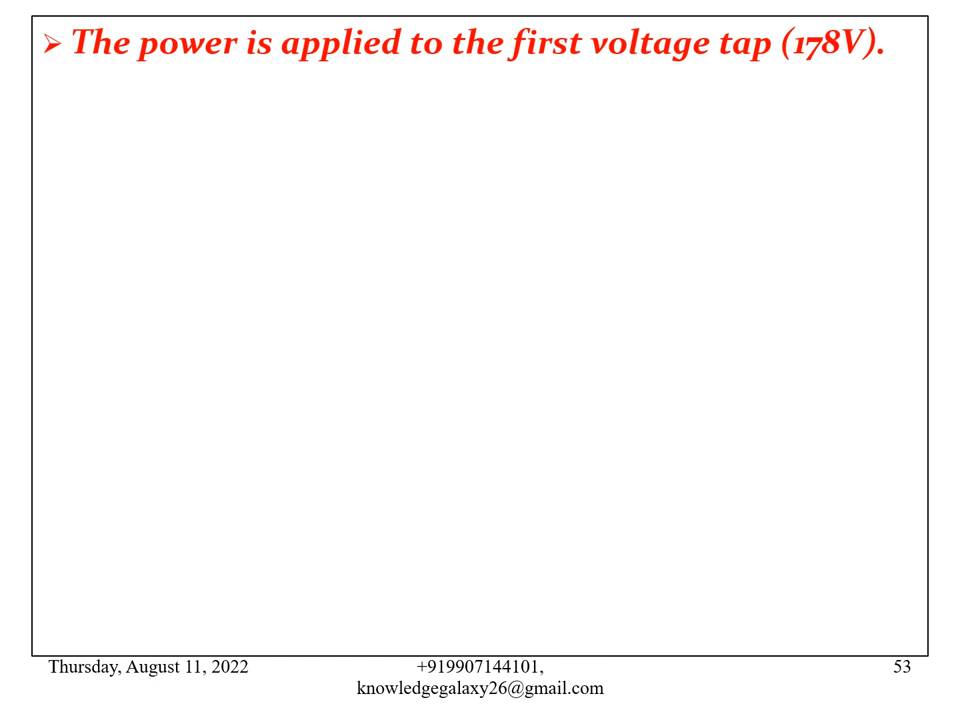 ➢ The power is applied to the first voltage tap (178V).
Thursday, August 11, 2022
+919907144101,
knowledgegalaxy26@gmail.com
53